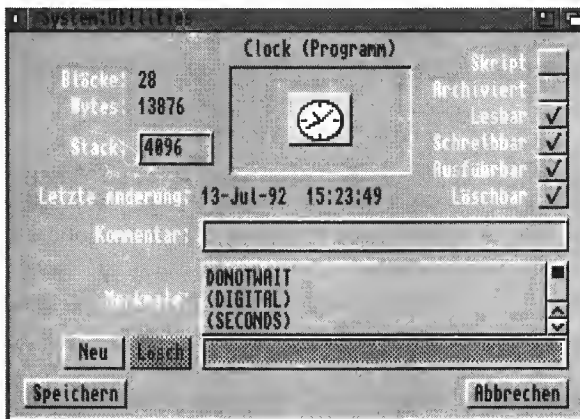 System:Utilities
Clock (Programm)
Blöcke: 28
Bytes: 13876
Stack: 4096
Skript
Archiviert
Lesbar
Schreibbar
Ausführbar
Löschbar
Letzte Änderung: 13-Jul-92 15:23:49
Kommentar:
Merkmale:
DONOTWAIT
(DIGITAL)
(SECONDS)
Neu
Lösch
Speichern
Abbrechen